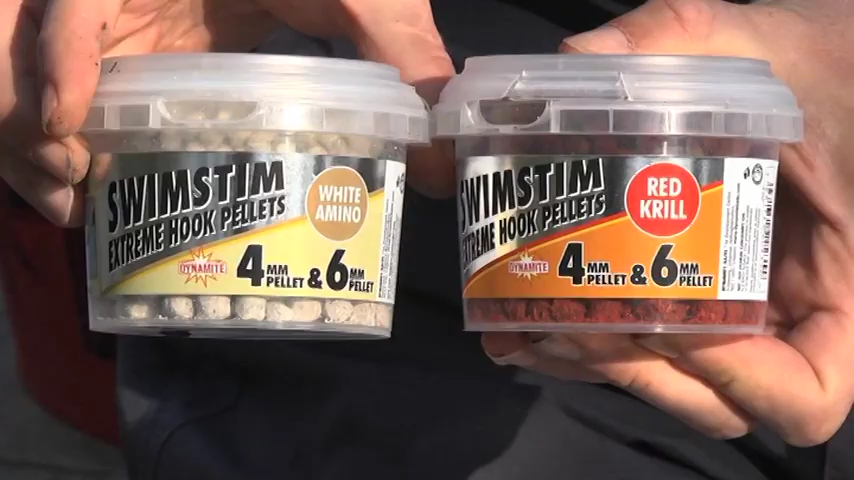 SWIMSTIM
EXTREME HOOK PELLETS
WHITE
AMINO
DYNAMITE
4MM PELLET & 6MM PELLET
SWIMSTIM
EXTREME HOOK PELLETS
RED
KRILL
DYNAMITE
4MM PELLET & 6MM PELLET